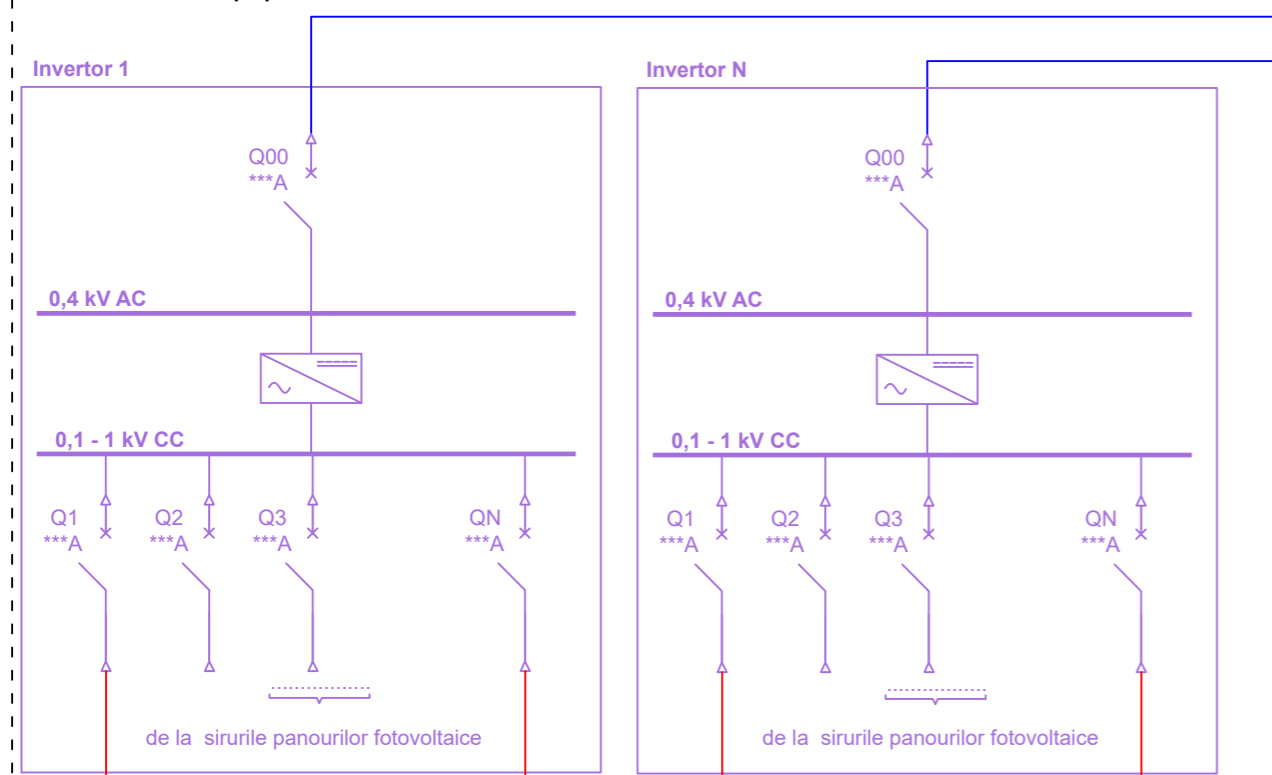 Invertor 1
Q00
***A
0,4 kV AC
0,1 - 1 kV CC
Q1
***A
Q2
***A
Q3
***A
QN
***A
de la sirurile panourilor fotovoltaice
Invertor N
Q00
***A
0,4 kV AC
0,1 - 1 kV CC
Q1
***A
Q2
***A
Q3
***A
QN
***A
de la sirurile panourilor fotovoltaice